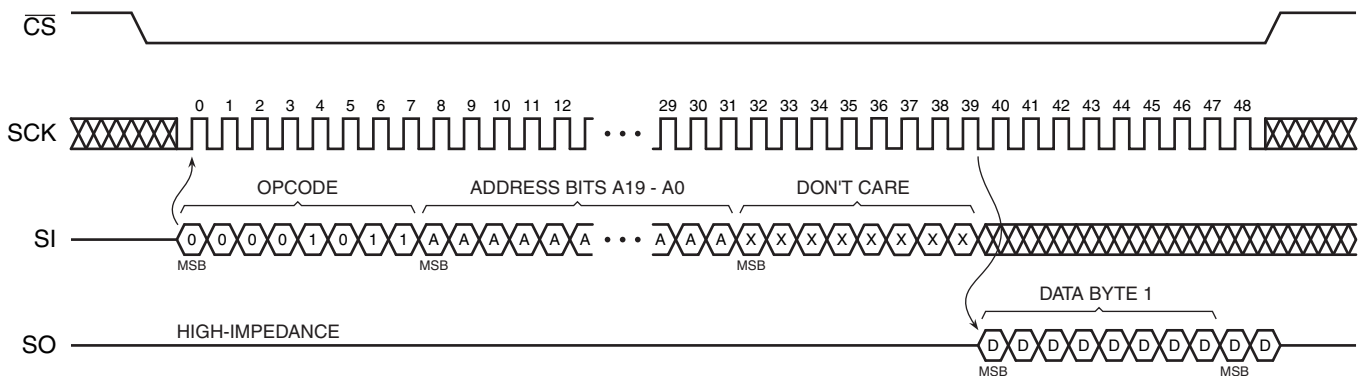 CS
0 1 2 3 4 5 6 7 8 9 10 11 12 29 30 31 32 33 34 35 36 37 38 39 40 41 42 43 44 45 46 47 48
SCK • • •
OPCODE ADDRESS BITS A19 - A0 DON'T CARE
SI 0 0 0 0 1 0 1 1 A A A A A A • • • A A A X X X X X X X X
MSB MSB MSB
DATA BYTE 1
HIGH-IMPEDANCE
SO D D D D D D D D D D
MSB MSB